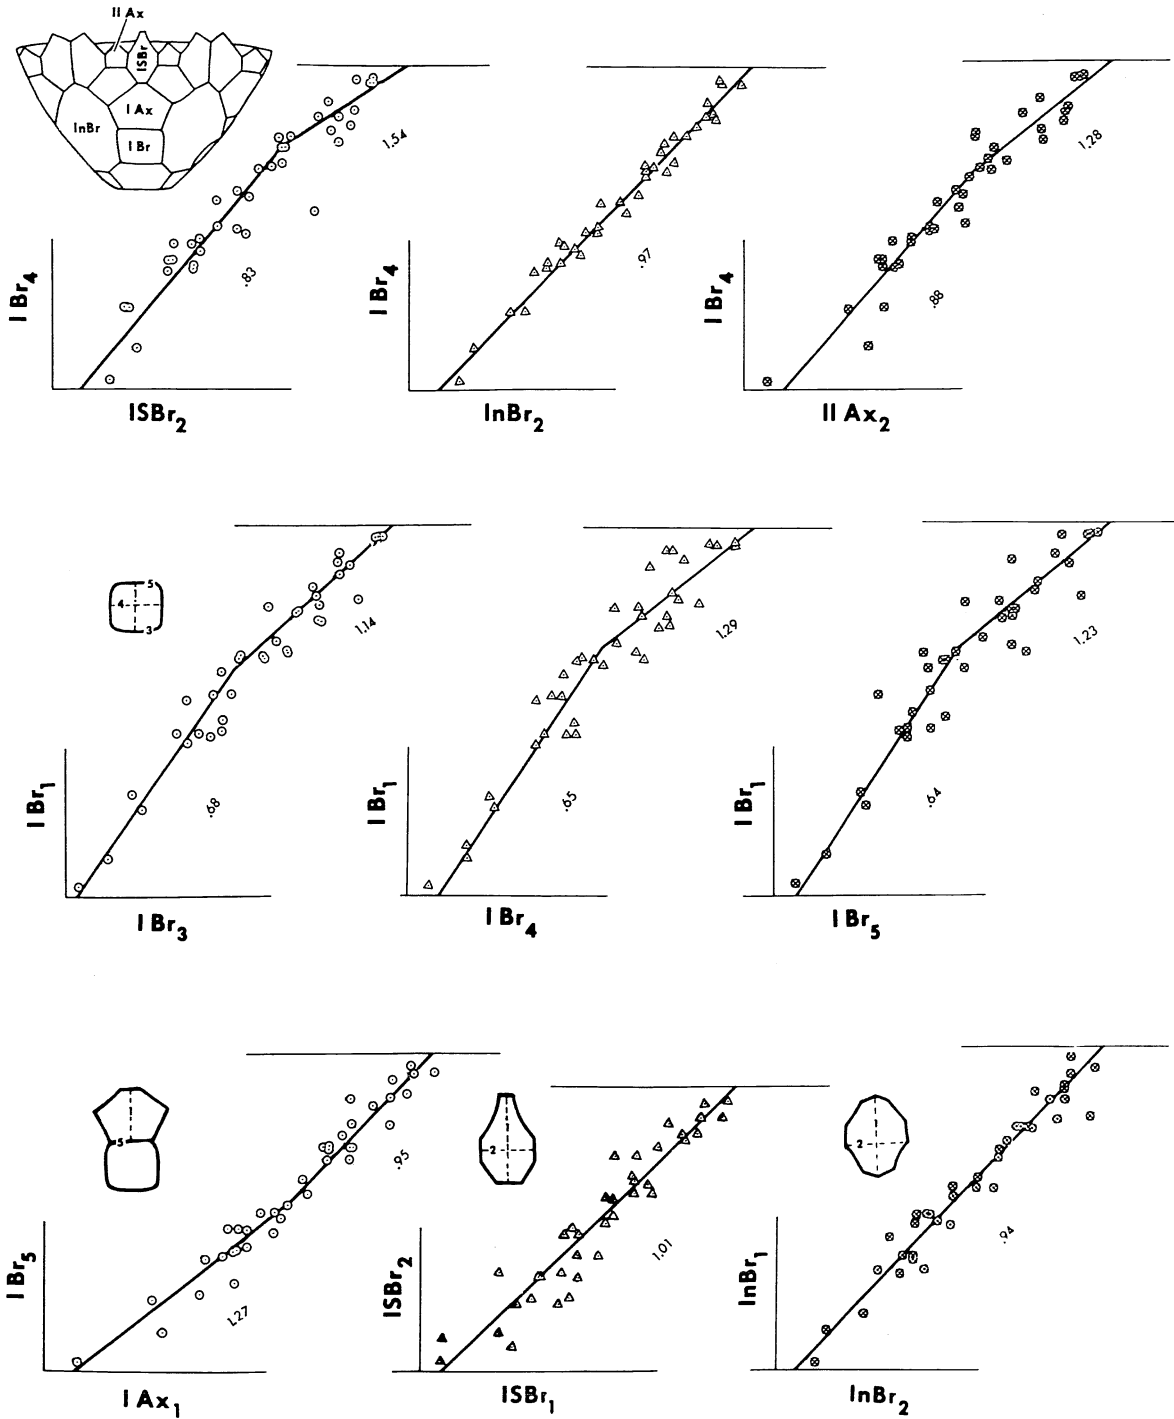 II Ax
ISBr
I Ax
InBr
I Br
1.54
.83
I Br4
ISBr2
.97
I Br4
InBr2
1.28
.88
I Br4
II Ax2
5
4
3
1.14
.68
I Br1
I Br3
1.29
.65
I Br1
I Br4
1.23
.64
I Br1
I Br5
5
.95
1.27
I Br5
I Ax1
2
1.01
ISBr2
ISBr1
2
.94
InBr1
InBr2